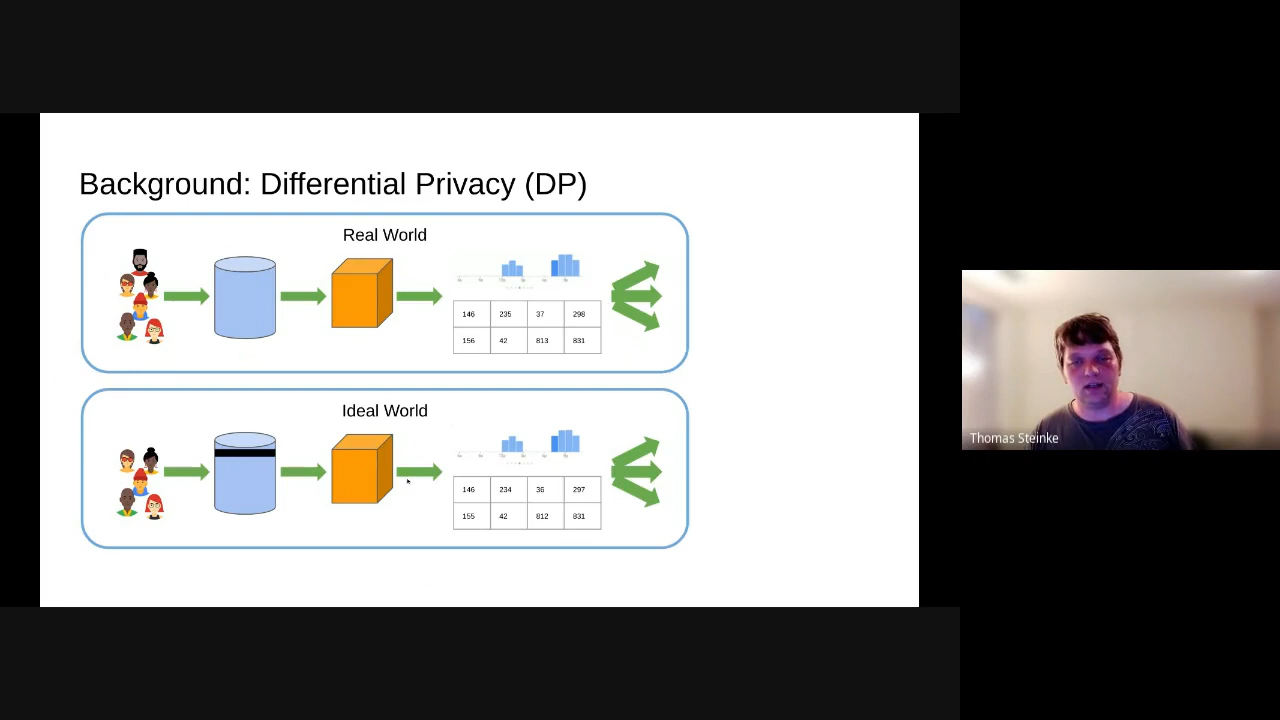 Background: Differential Privacy (DP)
Real World
146 235 37 298
156 42 813 831
Ideal World
146 234 36 297
155 42 812 831
Thomas Steinke